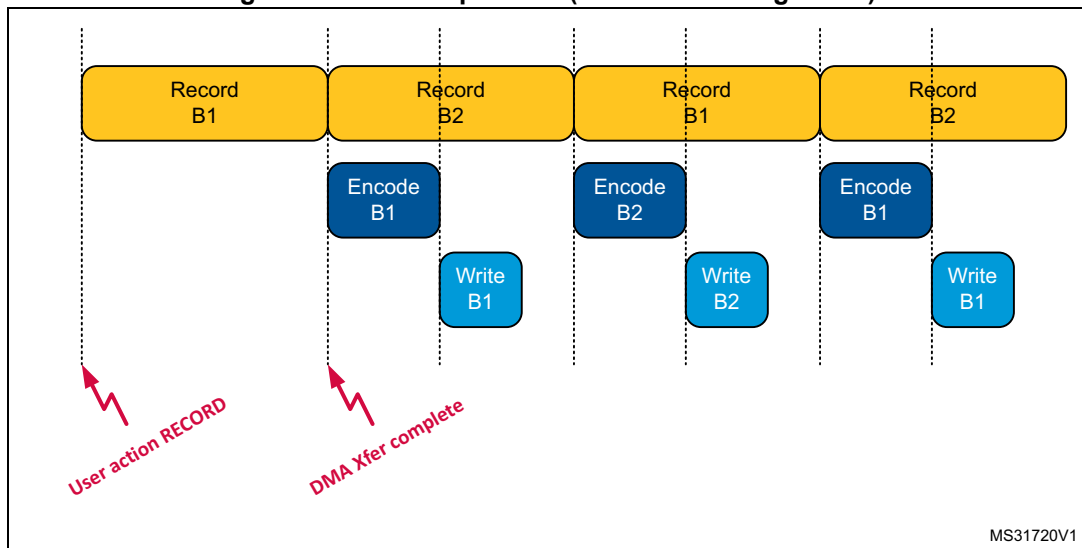 Record
B1
Record
B2
Record
B1
Record
B2
Encode
B1
Encode
B2
Encode
B1
Write
B1
Write
B2
Write
B1
User action RECORD
DMA Xfer complete
MS31720V1